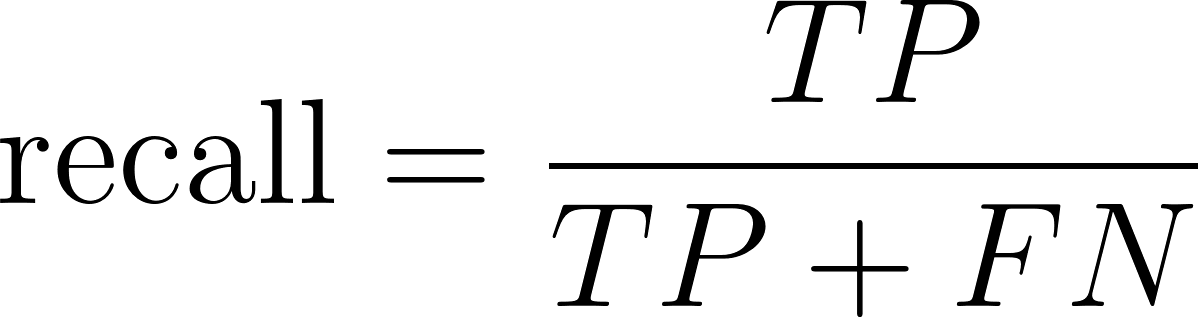 recall = TP / TP + FN